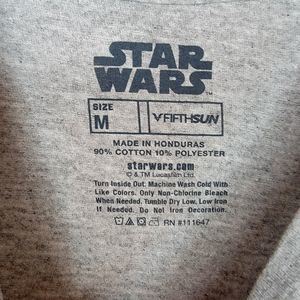 STAR
WARS
SIZE
M
FIFTHSUN
MADE IN HONDURAS
90% COTTON 10% POLYESTER
starwars.com
© & TM Lucasfilm Ltd.
Turn Inside Out. Machine Wash Cold With
Like Colors. Only Non-Chlorine Bleach
When Needed. Tumble Dry Low, Low Iron
If Needed. Do Not Iron Decoration.
RN #111647